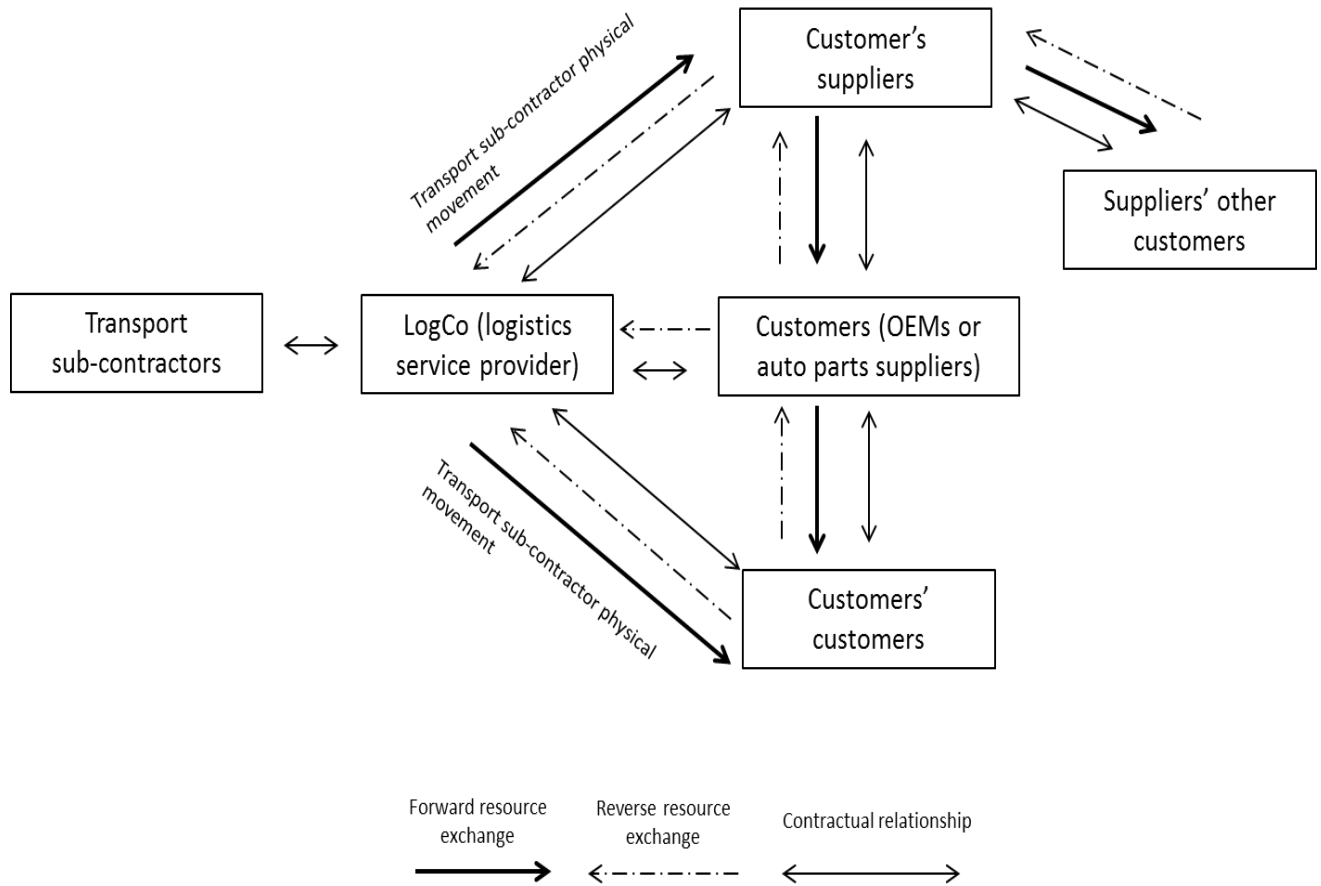 Customer's
suppliers
Transport sub-contractor physical
movement
Suppliers' other
customers
Transport
sub-contractors
LogCo (logistics
service provider)
Customers (OEMs or
auto parts suppliers)
Transport sub-contractor physical
movement
Customers'
customers
Forward resource
exchange
Reverse resource
exchange
Contractual relationship